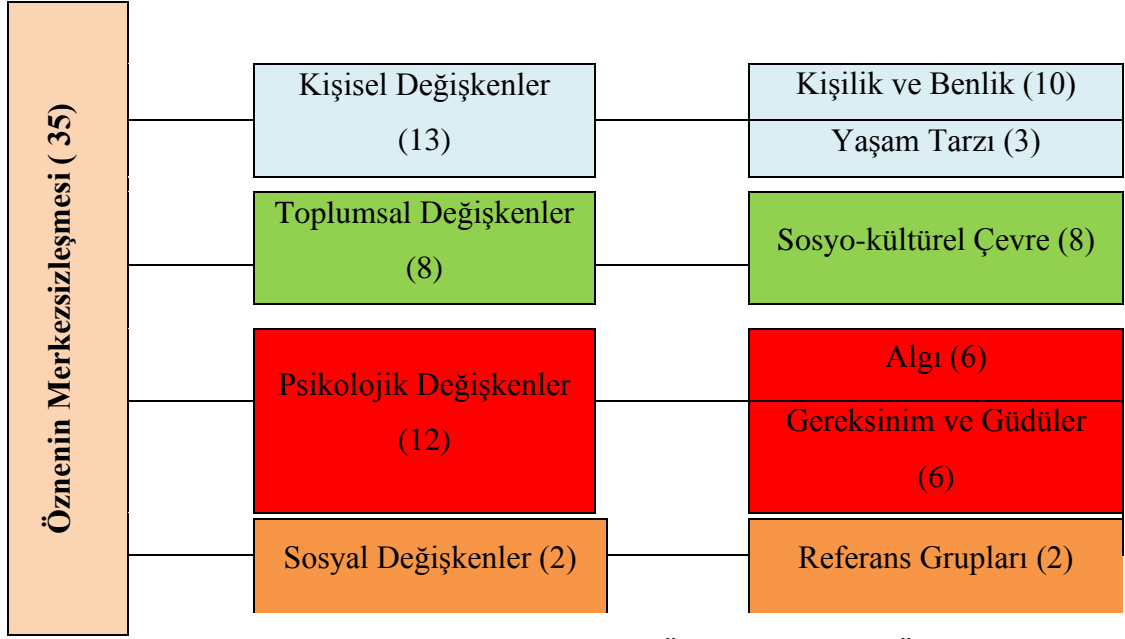 Öznenin Merkezsizleşmesi ( 35)
Kişisel Değişkenler
(13)
Kişilik ve Benlik (10)
Yaşam Tarzı (3)
Toplumsal Değişkenler
(8)
Sosyo-kültürel Çevre (8)
Psikolojik Değişkenler
(12)
Algı (6)
Gereksinim ve Güdüler
(6)
Sosyal Değişkenler (2)
Referans Grupları (2)